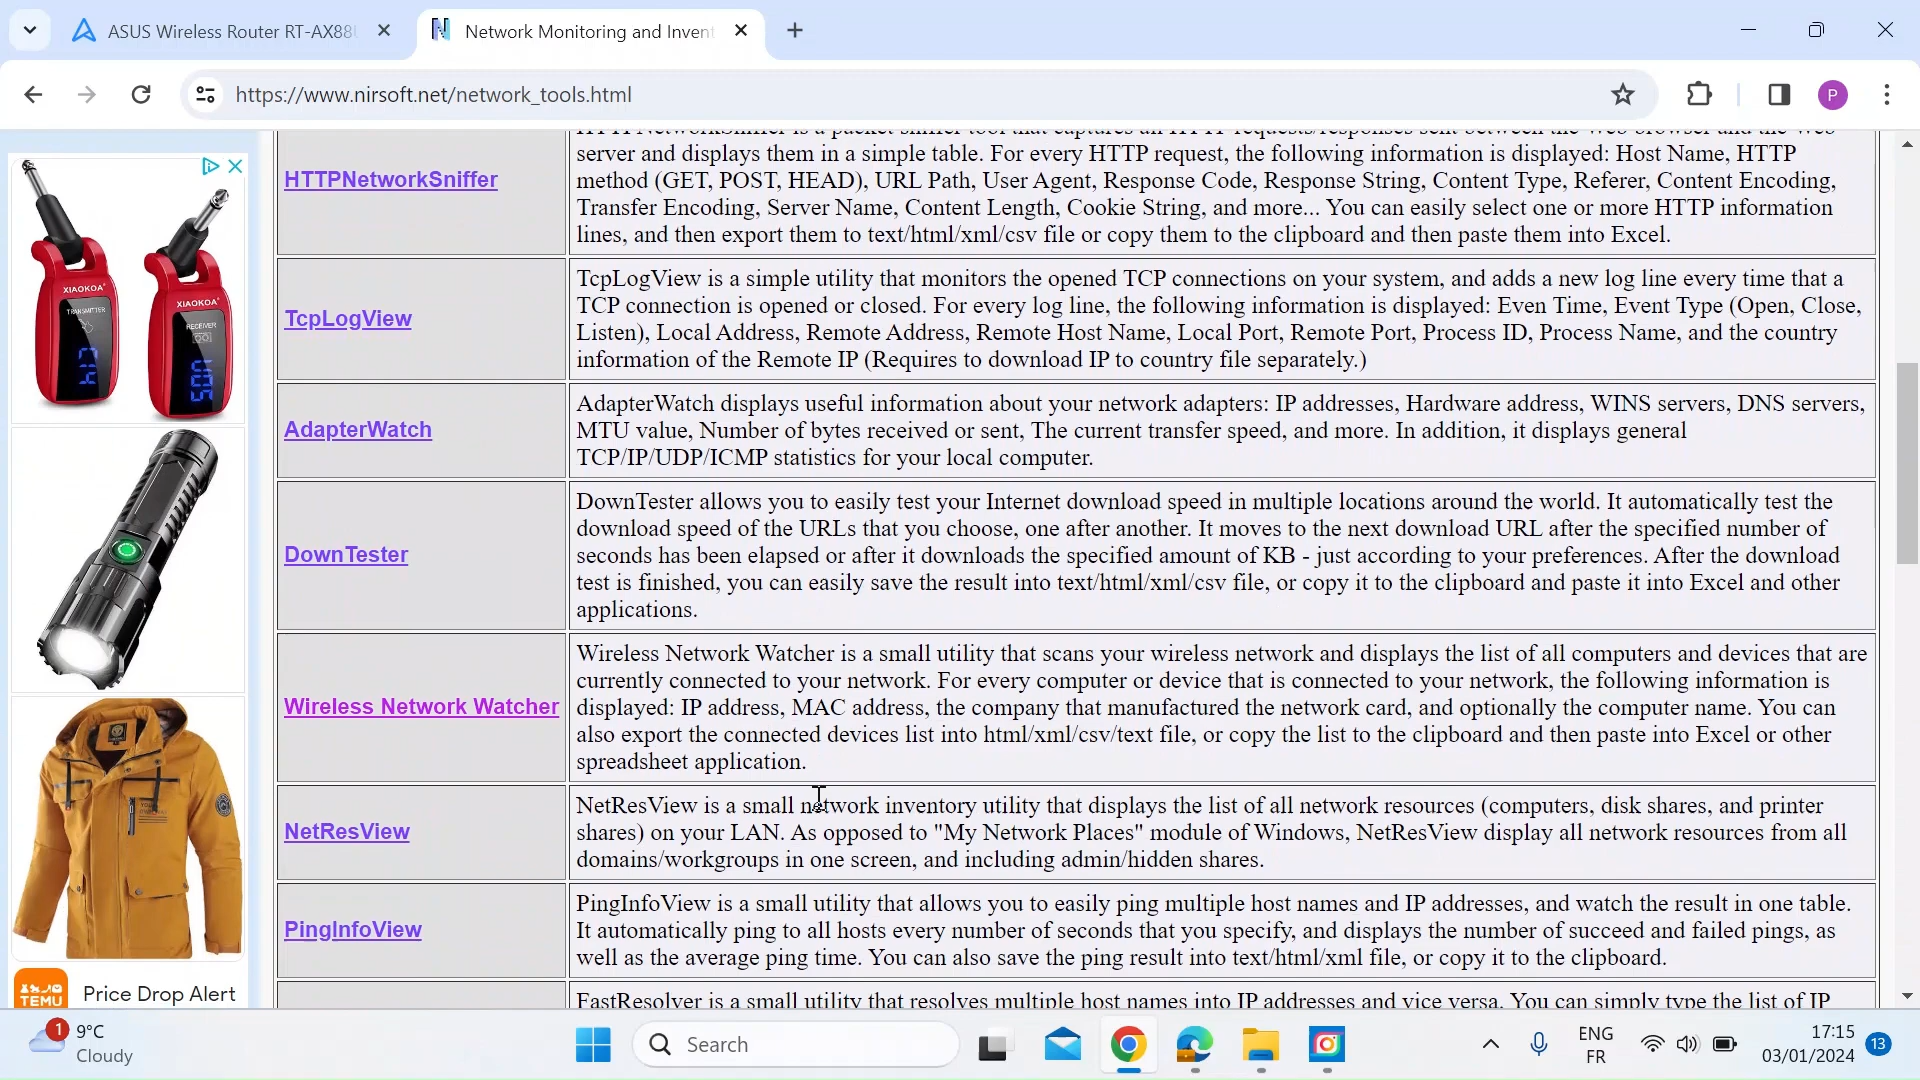 ASUS Wireless Router RT-AX88
Network Monitoring and Invent
https://www.nirsoft.net/network_tools.html
P
XIAOKOA
TRANSMITTER
XIAOKOA
RECEIVER
TEMU
Price Drop Alert
HTTPNetworkSniffer
HTTPNetworkSniffer is a packet sniffer tool that captures all HTTP requests/responses sent between the Web browser and the Web
server and displays them in a simple table. For every HTTP request, the following information is displayed: Host Name, HTTP
method (GET, POST, HEAD), URL Path, User Agent, Response Code, Response String, Content Type, Referer, Content Encoding,
Transfer Encoding, Server Name, Content Length, Cookie String, and more... You can easily select one or more HTTP information
lines, and then export them to text/html/xml/csv file or copy them to the clipboard and then paste them into Excel.
TcpLogView
TcpLogView is a simple utility that monitors the opened TCP connections on your system, and adds a new log line every time that a
TCP connection is opened or closed. For every log line, the following information is displayed: Even Time, Event Type (Open, Close,
Listen), Local Address, Remote Address, Remote Host Name, Local Port, Remote Port, Process ID, Process Name, and the country
information of the Remote IP (Requires to download IP to country file separately.)
AdapterWatch
AdapterWatch displays useful information about your network adapters: IP addresses, Hardware address, WINS servers, DNS servers,
MTU value, Number of bytes received or sent, The current transfer speed, and more. In addition, it displays general
TCP/IP/UDP/ICMP statistics for your local computer.
DownTester
DownTester allows you to easily test your Internet download speed in multiple locations around the world. It automatically test the
download speed of the URLs that you choose, one after another. It moves to the next download URL after the specified number of
seconds has been elapsed or after it downloads the specified amount of KB - just according to your preferences. After the download
test is finished, you can easily save the result into text/html/xml/csv file, or copy it to the clipboard and paste it into Excel and other
applications.
Wireless Network Watcher
Wireless Network Watcher is a small utility that scans your wireless network and displays the list of all computers and devices that are
currently connected to your network. For every computer or device that is connected to your network, the following information is
displayed: IP address, MAC address, the company that manufactured the network card, and optionally the computer name. You can
also export the connected devices list into html/xml/csv/text file, or copy the list to the clipboard and then paste into Excel or other
spreadsheet application.
NetResView
NetResView is a small network inventory utility that displays the list of all network resources (computers, disk shares, and printer
shares) on your LAN. As opposed to "My Network Places" module of Windows, NetResView display all network resources from all
domains/workgroups in one screen, and including admin/hidden shares.
PingInfoView
PingInfoView is a small utility that allows you to easily ping multiple host names and IP addresses, and watch the result in one table.
It automatically ping to all hosts every number of seconds that you specify, and displays the number of succeed and failed pings, as
well as the average ping time. You can also save the ping result into text/html/xml file, or copy it to the clipboard.
FastResolver is a small utility that resolves multiple host names into IP addresses and vice versa. You can simply type the list of IP
1
9°C
Cloudy
Search
ENG
FR
17:15
03/01/2024
13